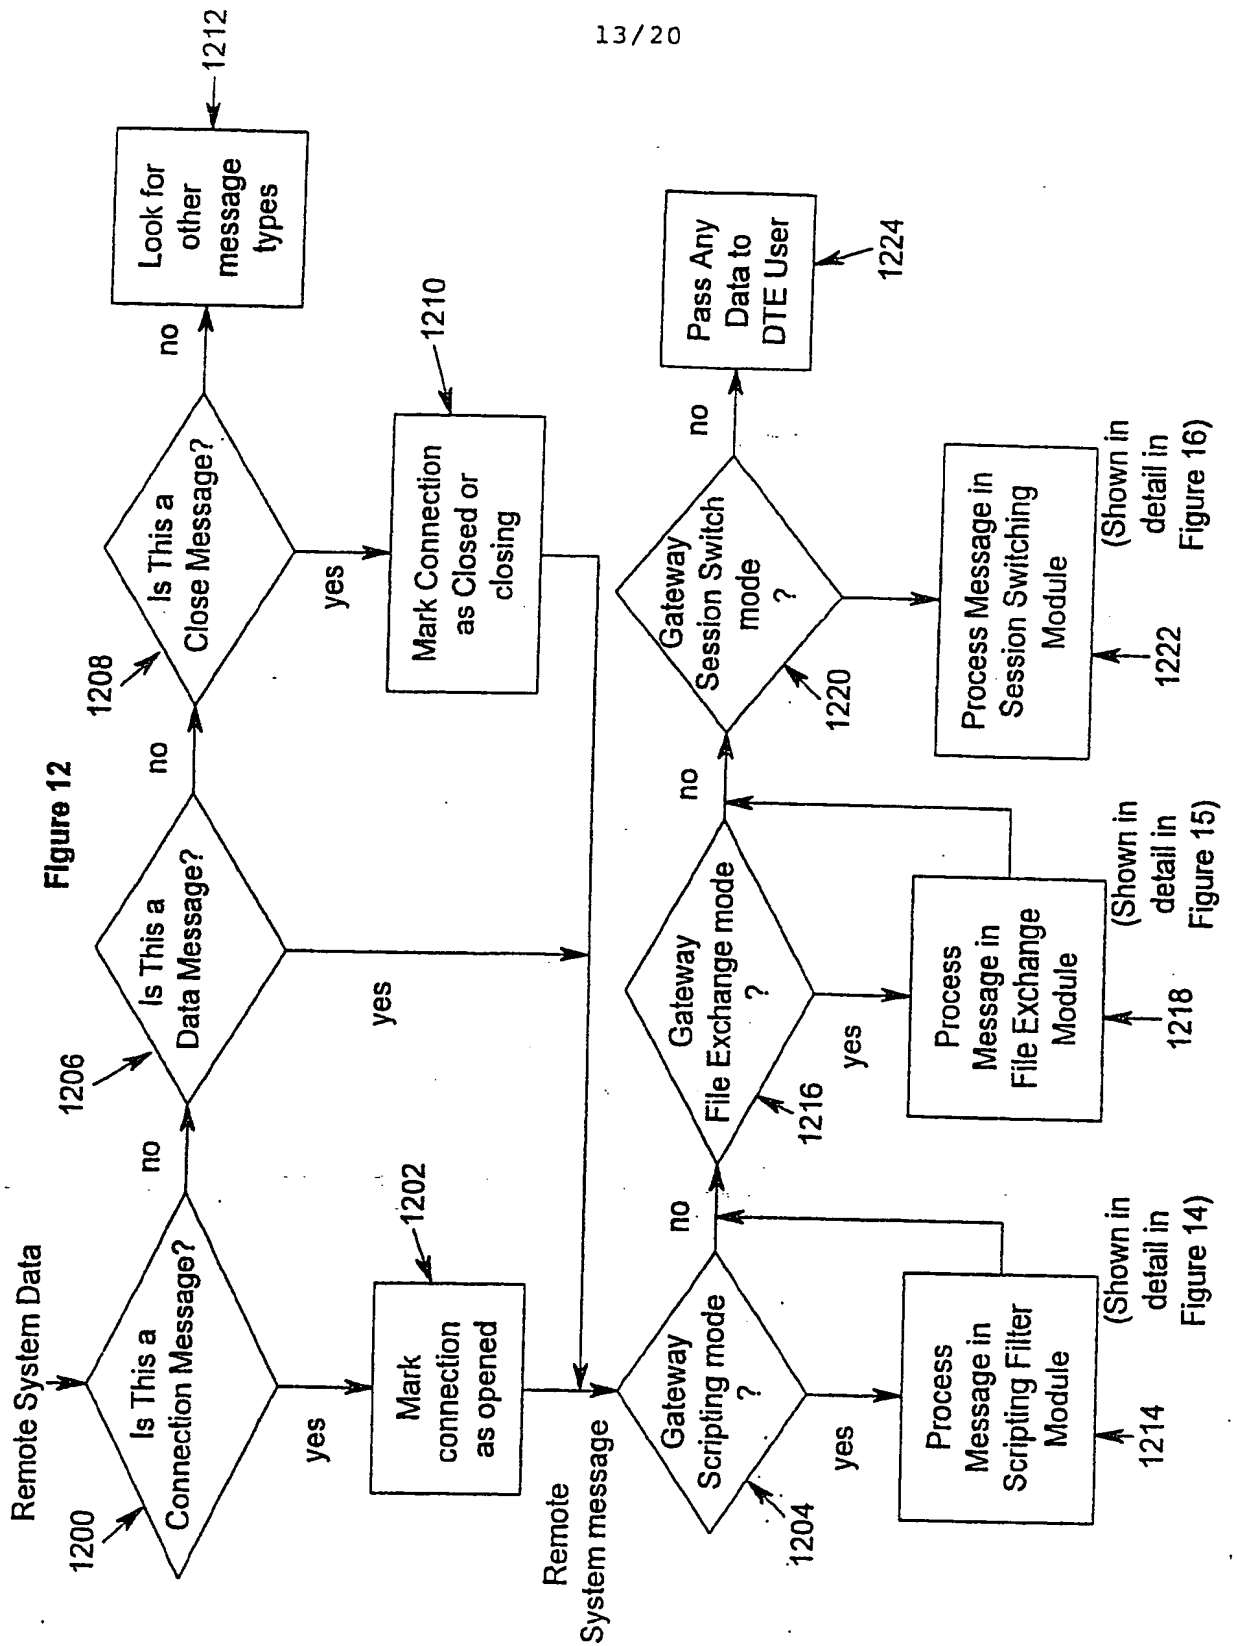 13/20
Figure 12
Remote System Data
1200
Is This a
Connection Message?
no
yes
1202
Mark
connection
as opened
1206
Is This a
Data Message?
no
yes
1208
Is This a
Close Message?
no
yes
1210
Mark Connection
as Closed or
closing
1212
Look for
other
message
types
Remote
System message
1204
Gateway
Scripting mode
?
no
yes
1214
Process
Message in
Scripting Filter
Module
(Shown in
detail in
Figure 14)
1216
Gateway
File Exchange mode
?
no
yes
1218
Process
Message in
File Exchange
Module
(Shown in
detail in
Figure 15)
1220
Gateway
Session Switch
mode
?
no
1222
Process Message in
Session Switching
Module
(Shown in
detail in
Figure 16)
1224
Pass Any
Data to
DTE User